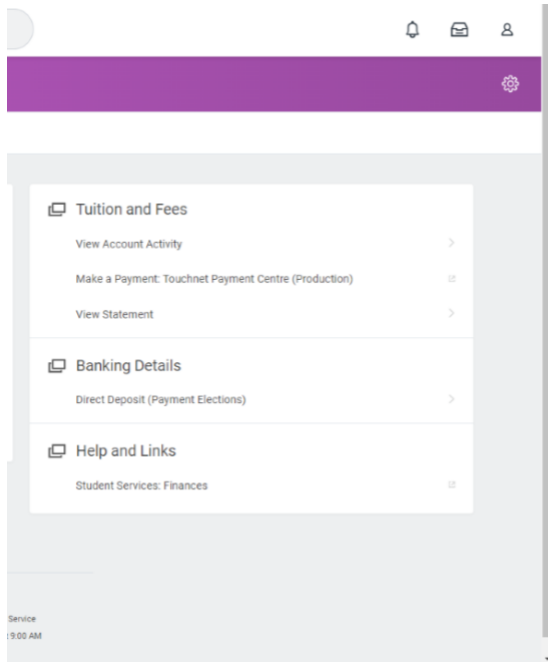 Tuition and Fees
View Account Activity
Make a Payment: Touchnet Payment Centre (Production)
View Statement
Banking Details
Direct Deposit (Payment Elections)
Help and Links
Student Services: Finances
Service
9:00 AM